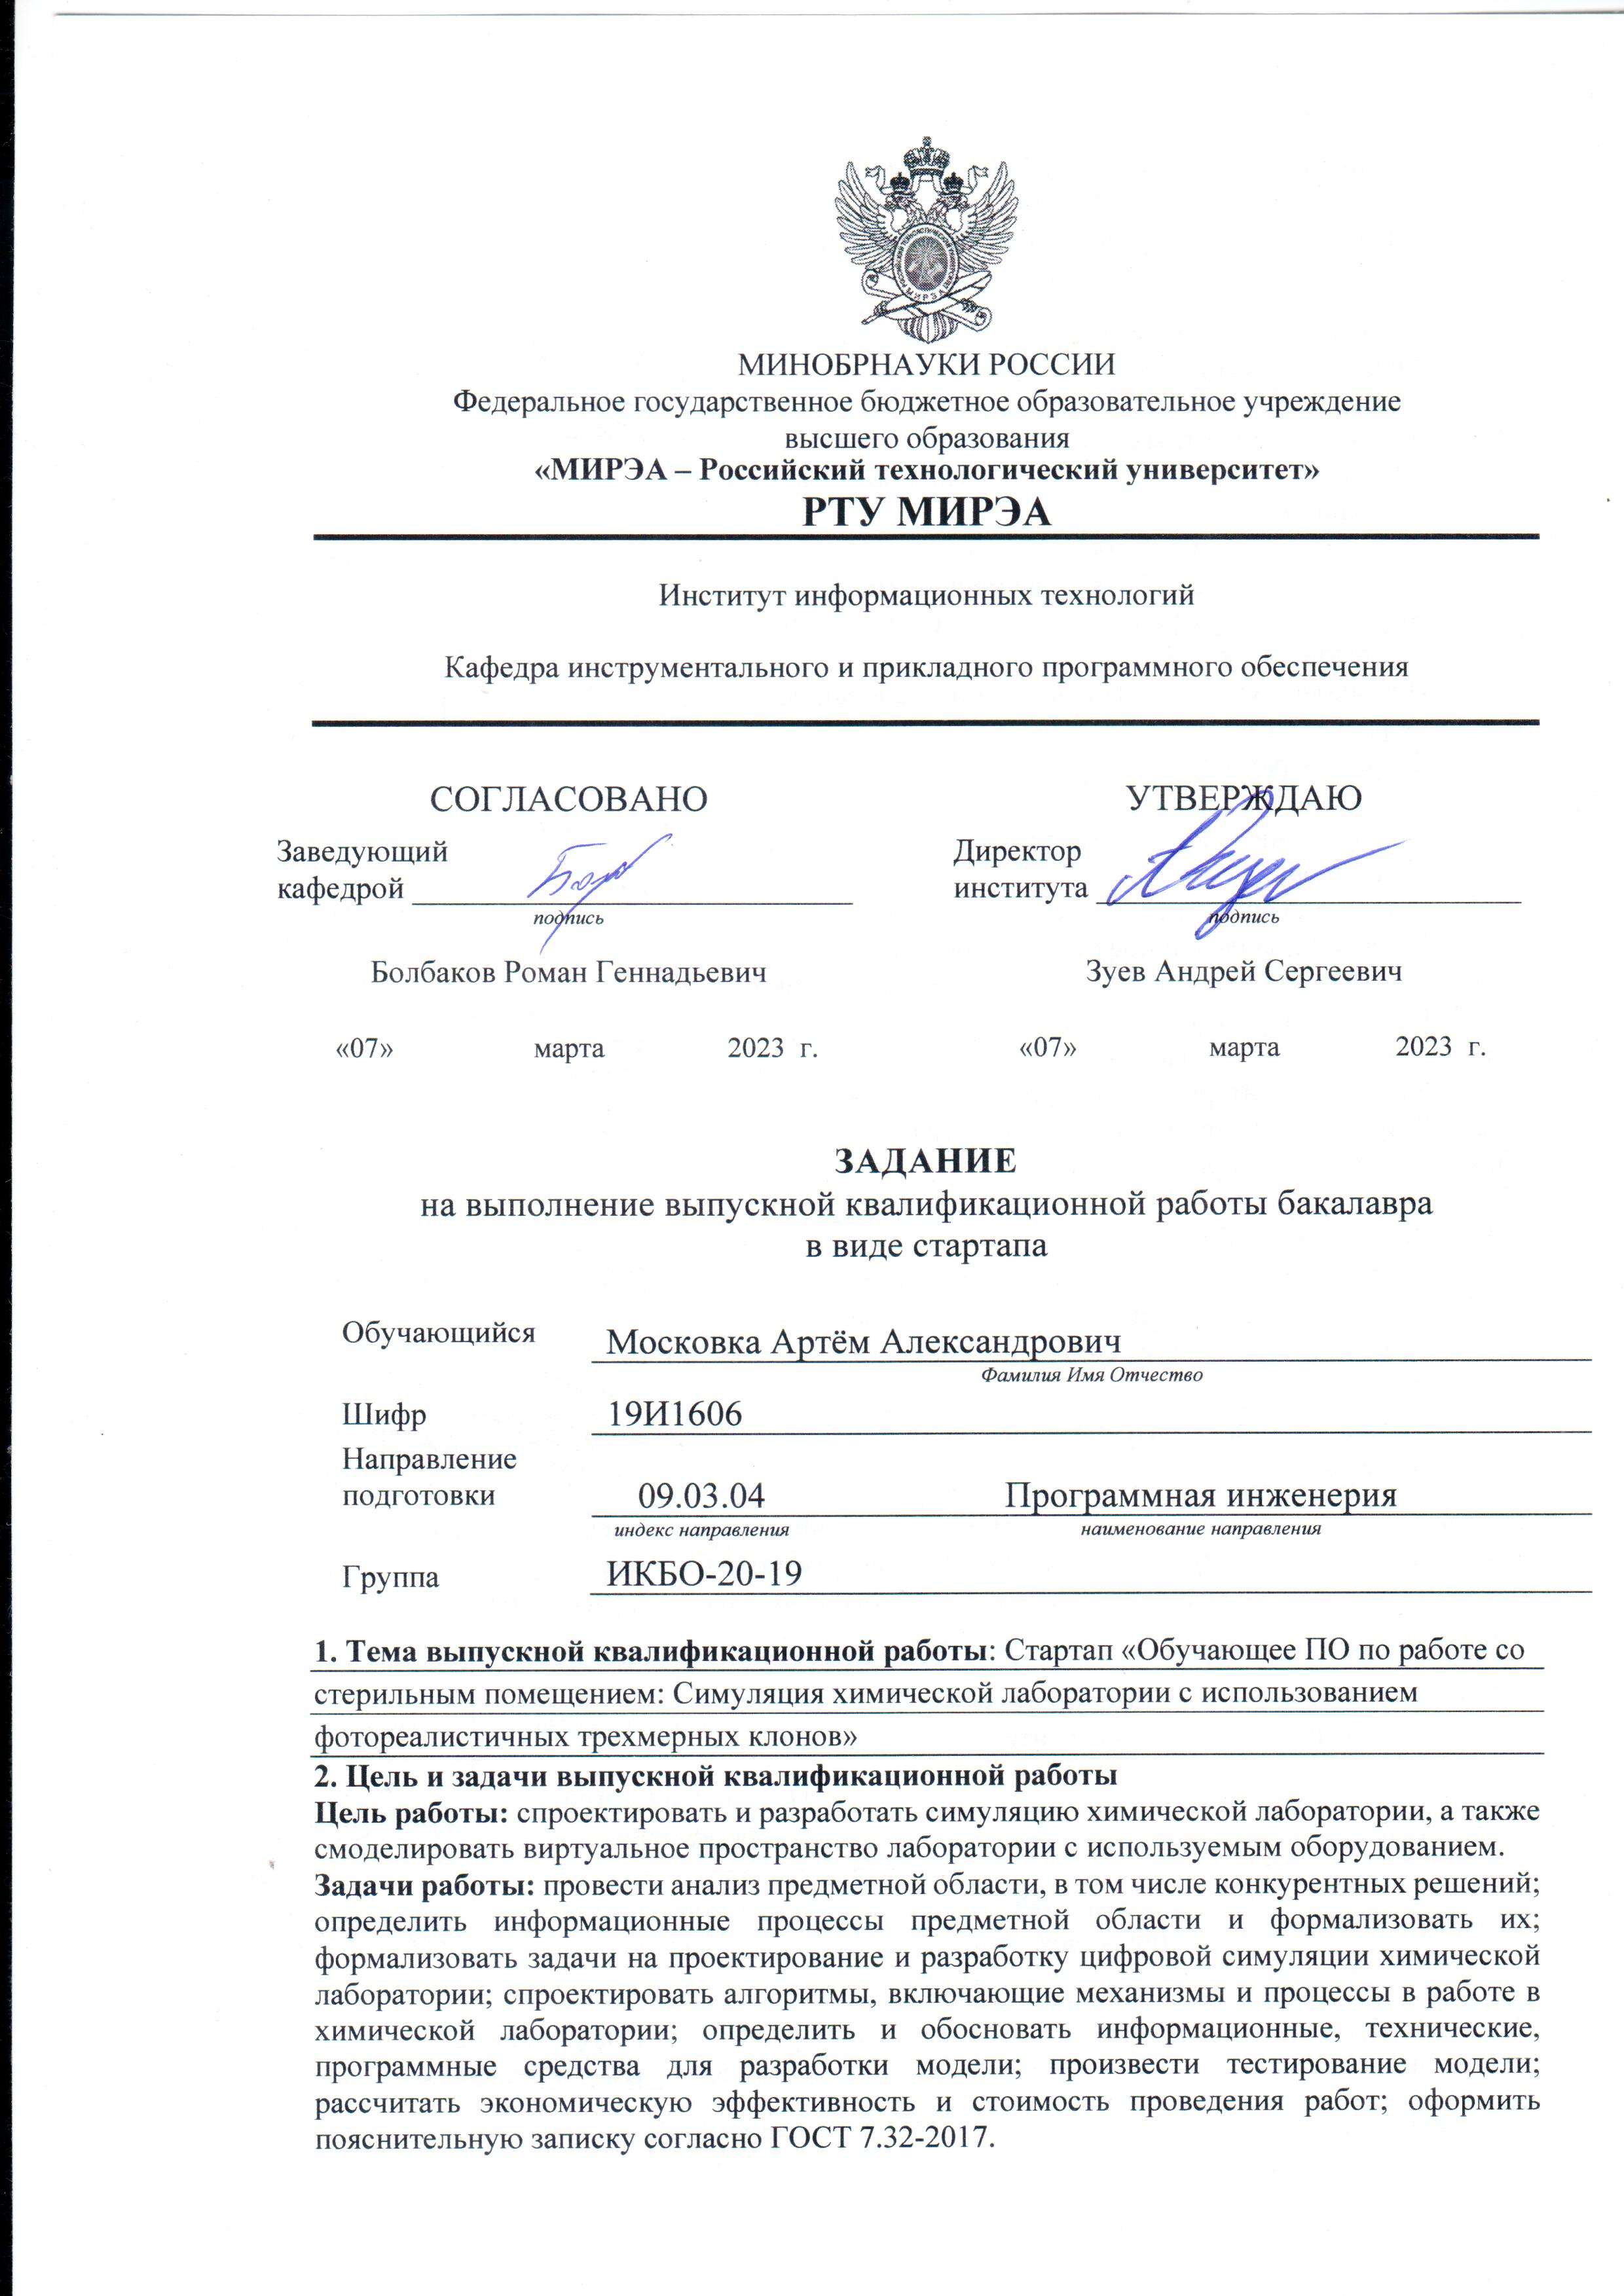 МИРЭА
МИНОБРНАУКИ РОССИИ
Федеральное государственное бюджетное образовательное учреждение
высшего образования
«МИРЭА – Российский технологический университет»
РТУ МИРЭА
Институт информационных технологий
Кафедра инструментального и прикладного программного обеспечения
СОГЛАСОВАНО
Заведующий
кафедрой
подпись
Болбаков Роман Геннадьевич
«07» марта 2023 г.
УТВЕРЖДАЮ
Директор
института
подпись
Зуев Андрей Сергеевич
«07» марта 2023 г.
ЗАДАНИЕ
на выполнение выпускной квалификационной работы бакалавра
в виде стартапа
Обучающийся Московка Артём Александрович
Фамилия Имя Отчество
Шифр 19И1606
Направление
подготовки 09.03.04 Программная инженерия
индекс направления наименование направления
Группа ИКБО-20-19
1. Тема выпускной квалификационной работы: Стартап «Обучающее ПО по работе со
стерильным помещением: Симуляция химической лаборатории с использованием
фотореалистичных трехмерных клонов»
2. Цель и задачи выпускной квалификационной работы
Цель работы: спроектировать и разработать симуляцию химической лаборатории, а также
смоделировать виртуальное пространство лаборатории с используемым оборудованием.
Задачи работы: провести анализ предметной области, в том числе конкурентных решений;
определить информационные процессы предметной области и формализовать их;
формализовать задачи на проектирование и разработку цифровой симуляции химической
лаборатории; спроектировать алгоритмы, включающие механизмы и процессы в работе в
химической лаборатории; определить и обосновать информационные, технические,
программные средства для разработки модели; произвести тестирование модели;
рассчитать экономическую эффективность и стоимость проведения работ; оформить
пояснительную записку согласно ГОСТ 7.32-2017.